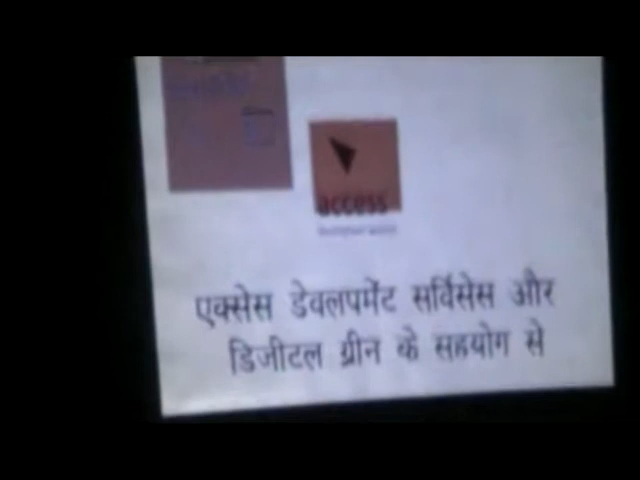 access
एक्सेस डेवलपमेंट सर्विसेस और
डिजीटल ग्रीन के सहयोग से